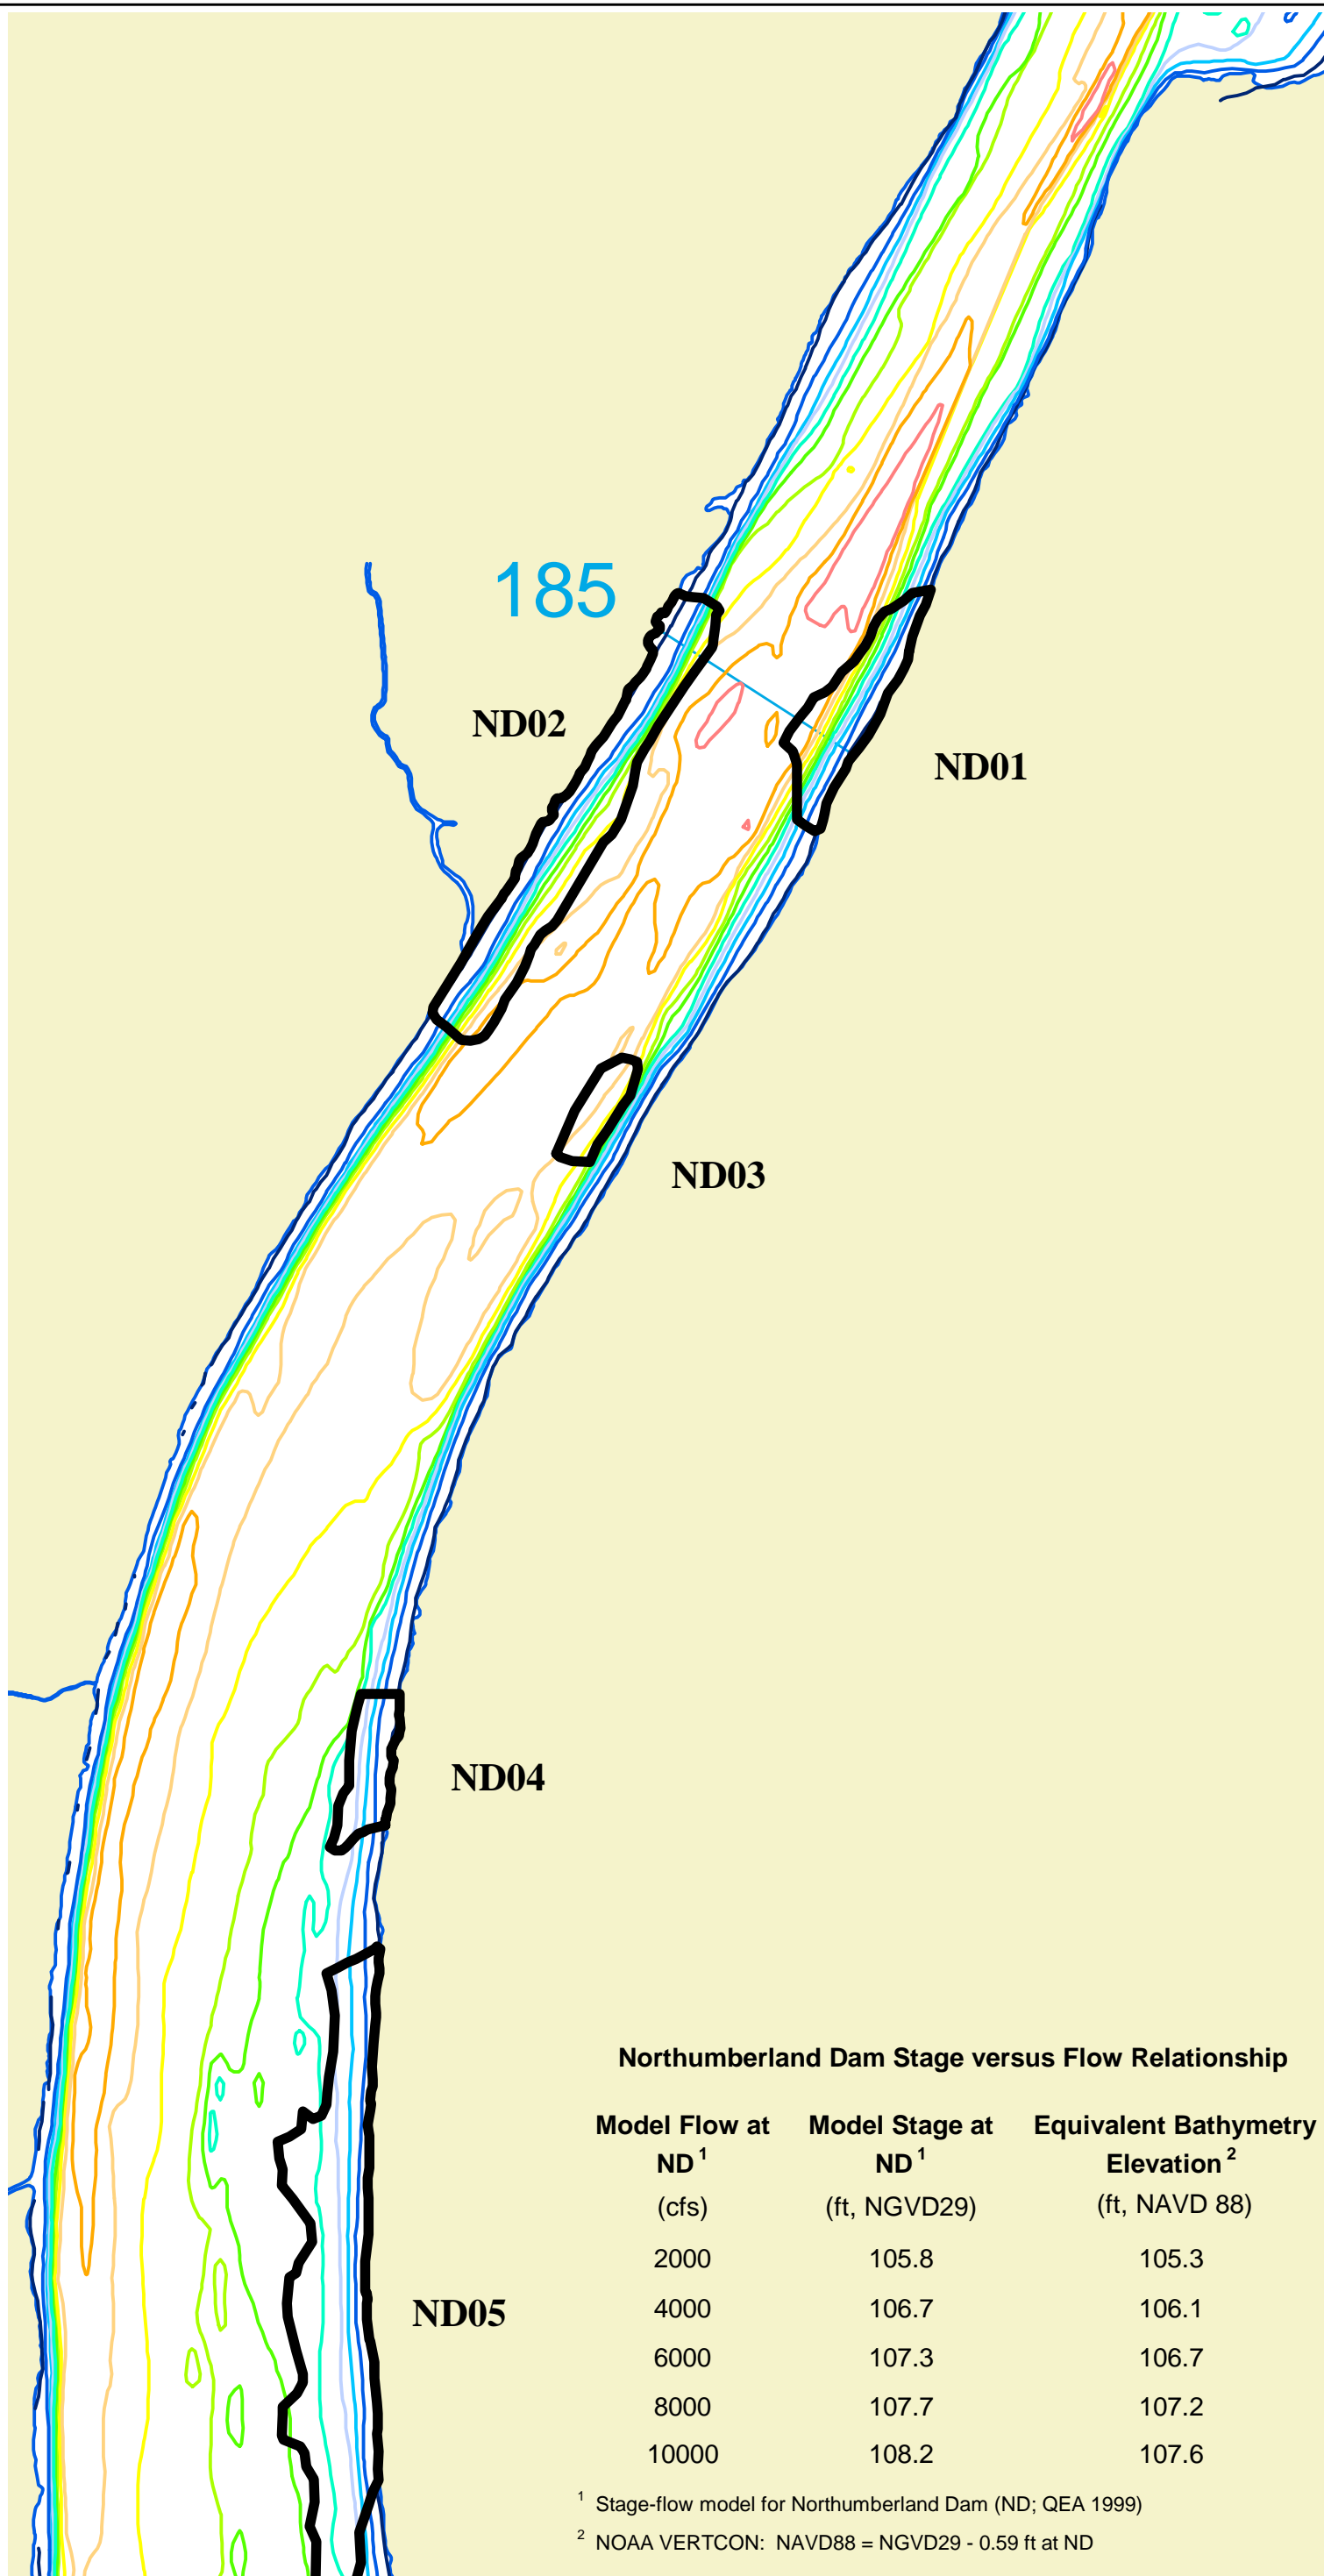 185
ND02
ND01
ND03
ND04
ND05
Northumberland Dam Stage versus Flow Relationship
Model Flow at ND 1 Model Stage at ND 1 Equivalent Bathymetry Elevation 2
(cfs) (ft, NGVD29) (ft, NAVD 88)
2000 105.8 105.3
4000 106.7 106.1
6000 107.3 106.7
8000 107.7 107.2
10000 108.2 107.6
1 Stage-flow model for Northumberland Dam (ND; QEA 1999)
2 NOAA VERTCON: NAVD88 = NGVD29 - 0.59 ft at ND